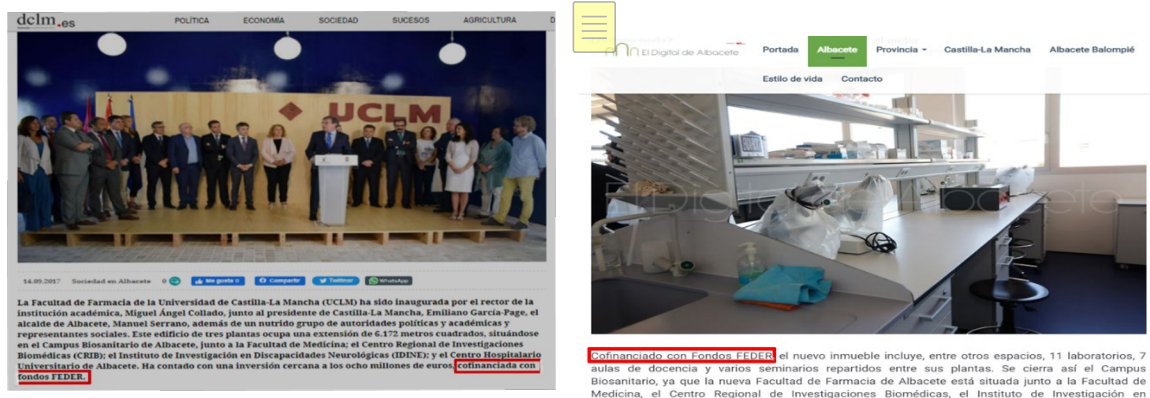 dclm.es
POLÍTICA ECONOMÍA SOCIEDAD SUCESOS AGRICULTURA D
UCLM
14.09.2017 Sociedad en Albacete 0 Me gusta 0 Compartir Twittear WhatsApp
La Facultad de Farmacia de la Universidad de Castilla-La Mancha (UCLM) ha sido inaugurada por el rector de la
institución académica, Miguel Ángel Collado, junto al presidente de Castilla-La Mancha, Emiliano García-Page, el
alcalde de Albacete, Manuel Serrano, además de un nutrido grupo de autoridades políticas y académicas y
representantes sociales. Este edificio de tres plantas ocupa una extensión de 6.172 metros cuadrados, situándose
en el Campus Biosanitario de Albacete, junto a la Facultad de Medicina; el Centro Regional de Investigaciones
Biomédicas (CRIB); el Instituto de Investigación en Discapacidades Neurológicas (IDINE); y el Centro Hospitalario
Universitario de Albacete. Ha contado con una inversión cercana a los ocho millones de euros, cofinanciada con
fondos FEDER.
El Digital de Albacete
Portada Albacete Provincia Castilla-La Mancha Albacete Balompié
Estilo de vida Contacto
El Digital de Albacete
Cofinanciado con Fondos FEDER el nuevo inmueble incluye, entre otros espacios, 11 laboratorios, 7
aulas de docencia y varios seminarios repartidos entre sus plantas. Se cierra así el Campus
Biosanitario, ya que la nueva Facultad de Farmacia de Albacete está situada junto a la Facultad de
Medicina, el Centro Regional de Investigaciones Biomédicas, el Instituto de Investigación en